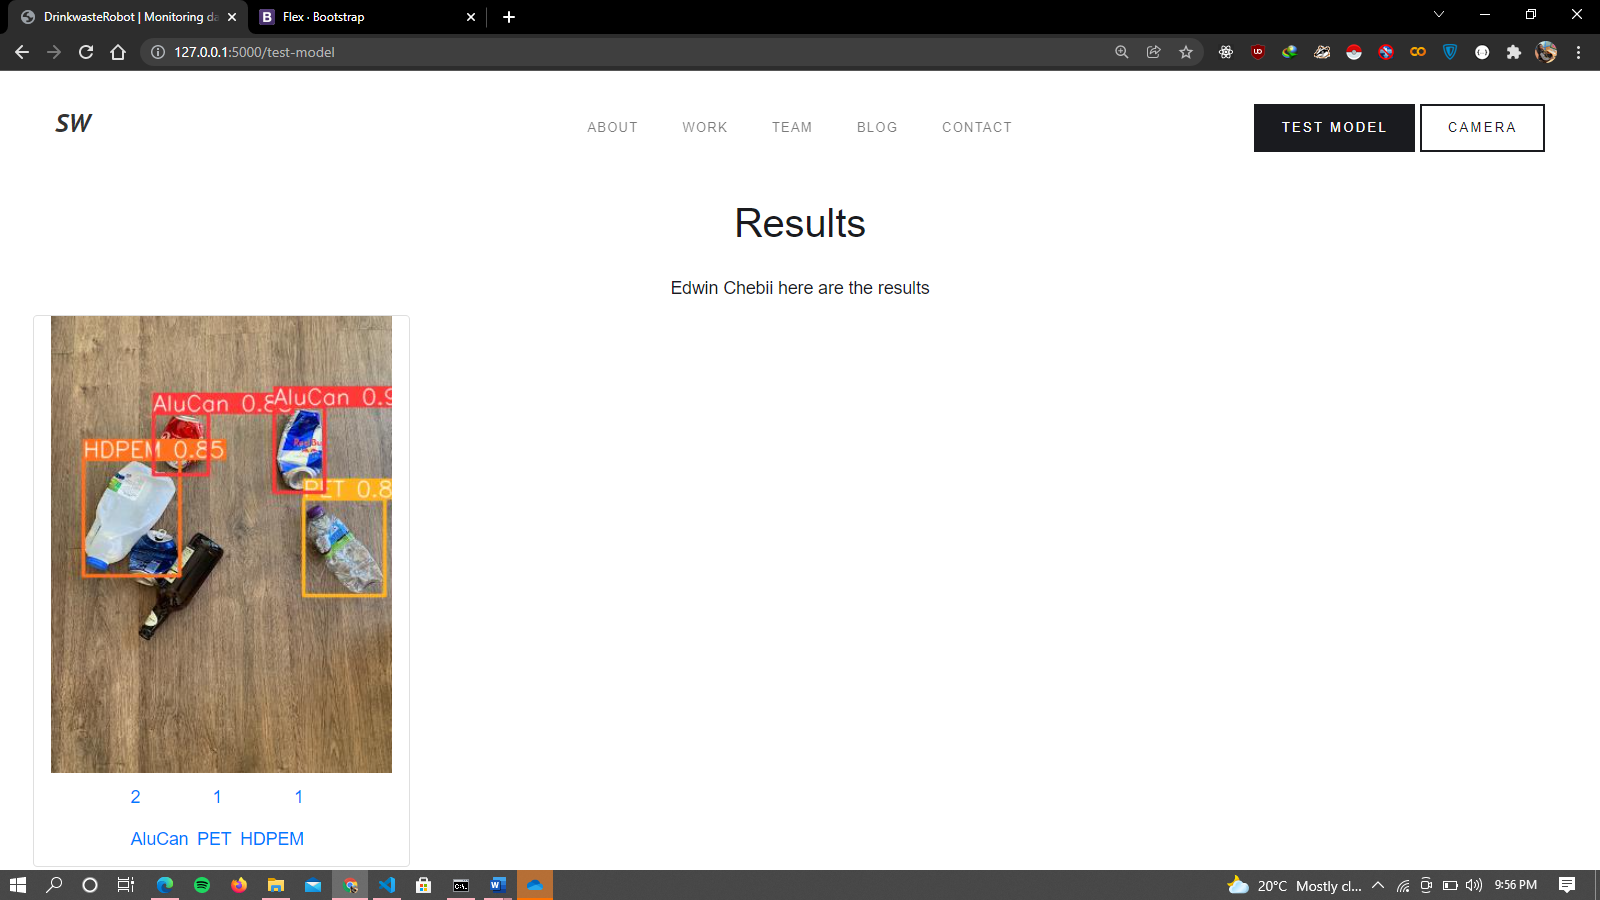 DrinkwasteRobot | Monitoring da
Flex · Bootstrap
127.0.0.1:5000/test-model
SW
ABOUT WORK TEAM BLOG CONTACT
TEST MODEL CAMERA
Results
Edwin Chebii here are the results
AluCan 0.8
AluCan 0.9
HDPEM 0.85
PET 0.8
2 1 1
AluCan PET HDPEM
20°C Mostly cl... 9:56 PM